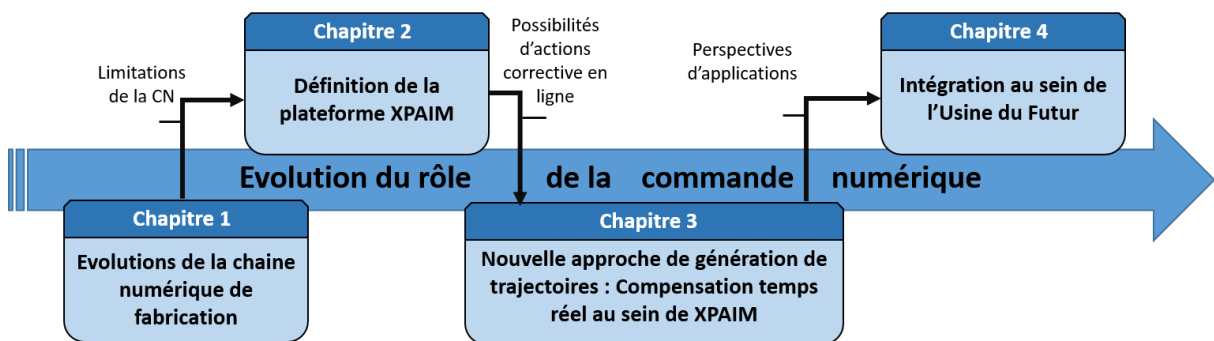 Chapitre 2
Définition de la
plateforme XPAIM
Limitations
de la CN
Possibilités
d'actions
corrective en
ligne
Perspectives
d'applications
Chapitre 4
Intégration au sein de
l'Usine du Futur
Evolution du rôle de la commande numérique
Chapitre 1
Evolutions de la chaine
numérique de
fabrication
Chapitre 3
Nouvelle approche de génération de
trajectoires : Compensation temps
réel au sein de XPAIM